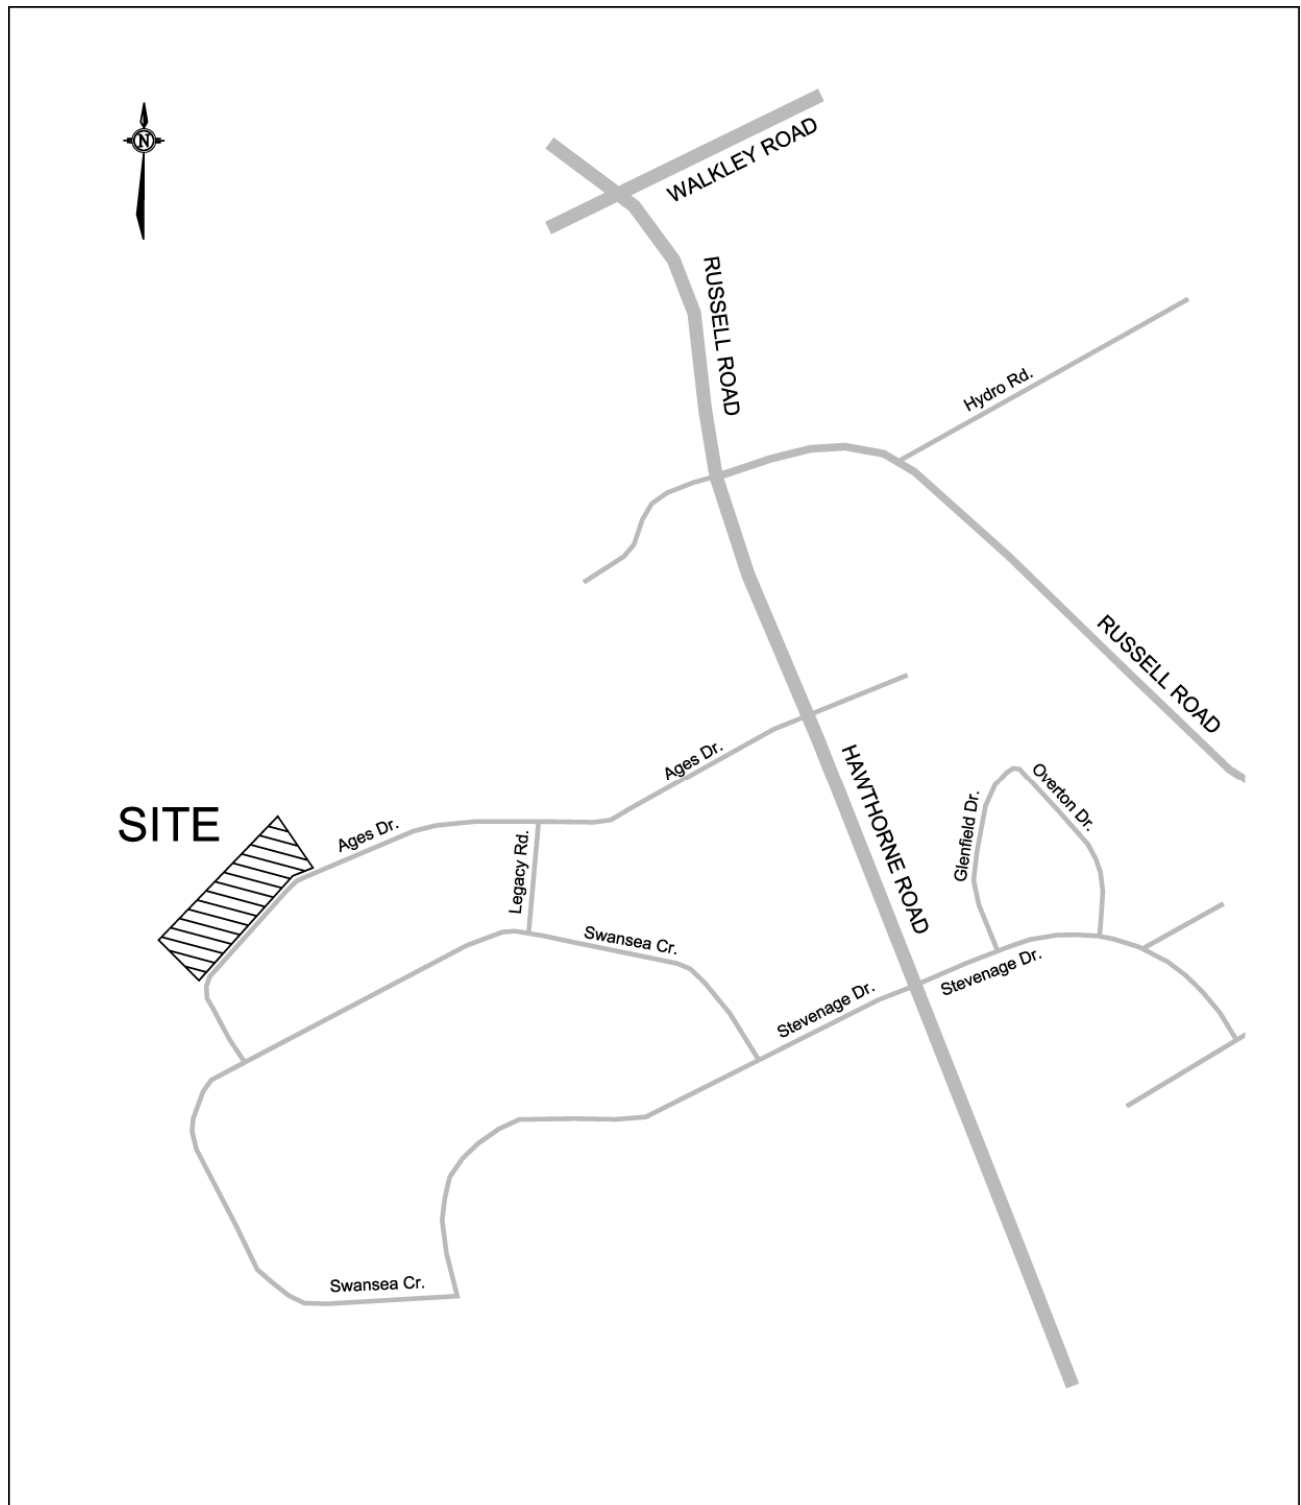 N
WALKLEY ROAD
RUSSELL ROAD
Hydro Rd.
RUSSELL ROAD
Ages Dr.
HAWTHORNE ROAD
Overton Dr.
Glenfield Dr.
SITE
Ages Dr.
Legacy Rd.
Swansea Cr.
Stevenage Dr.
Stevenage Dr.
Swansea Cr.